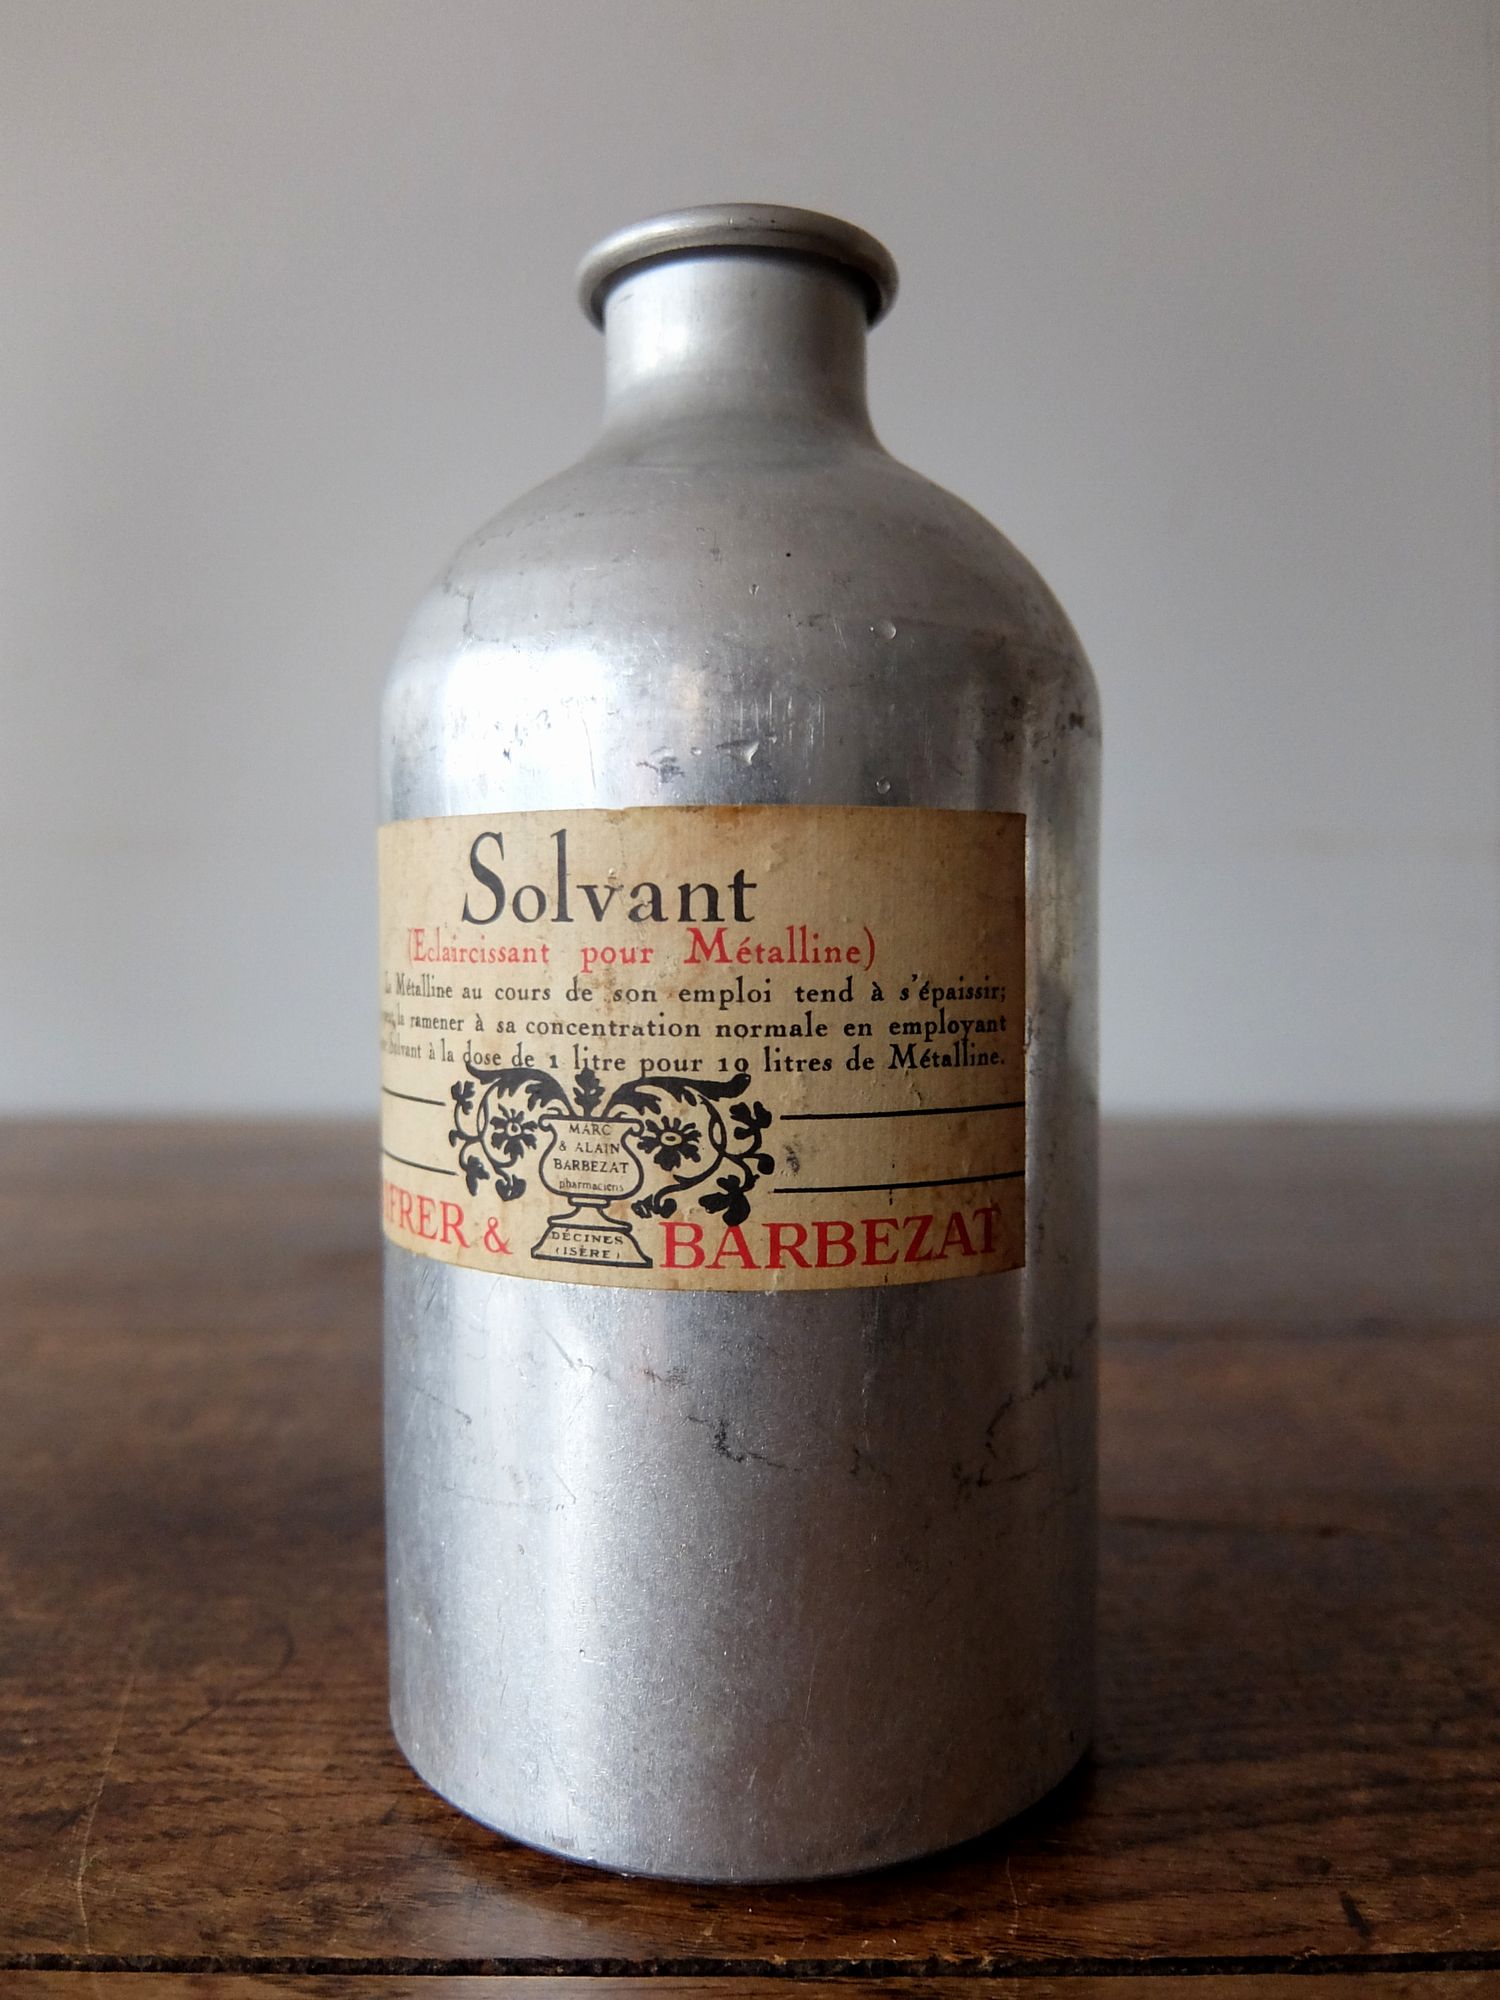 Solvant
(Eclaircissant pour Métalline)
Métalline au cours de son emploi tend à s'épaissir;
la ramener à sa concentration normale en employant
Solvant à la dose de 1 litre pour 10 litres de Métalline.
MARC
& ALAIN
BARBEZAT
pharmaciens
FRER & BARBEZAT
DÉCINES
(ISÈRE)